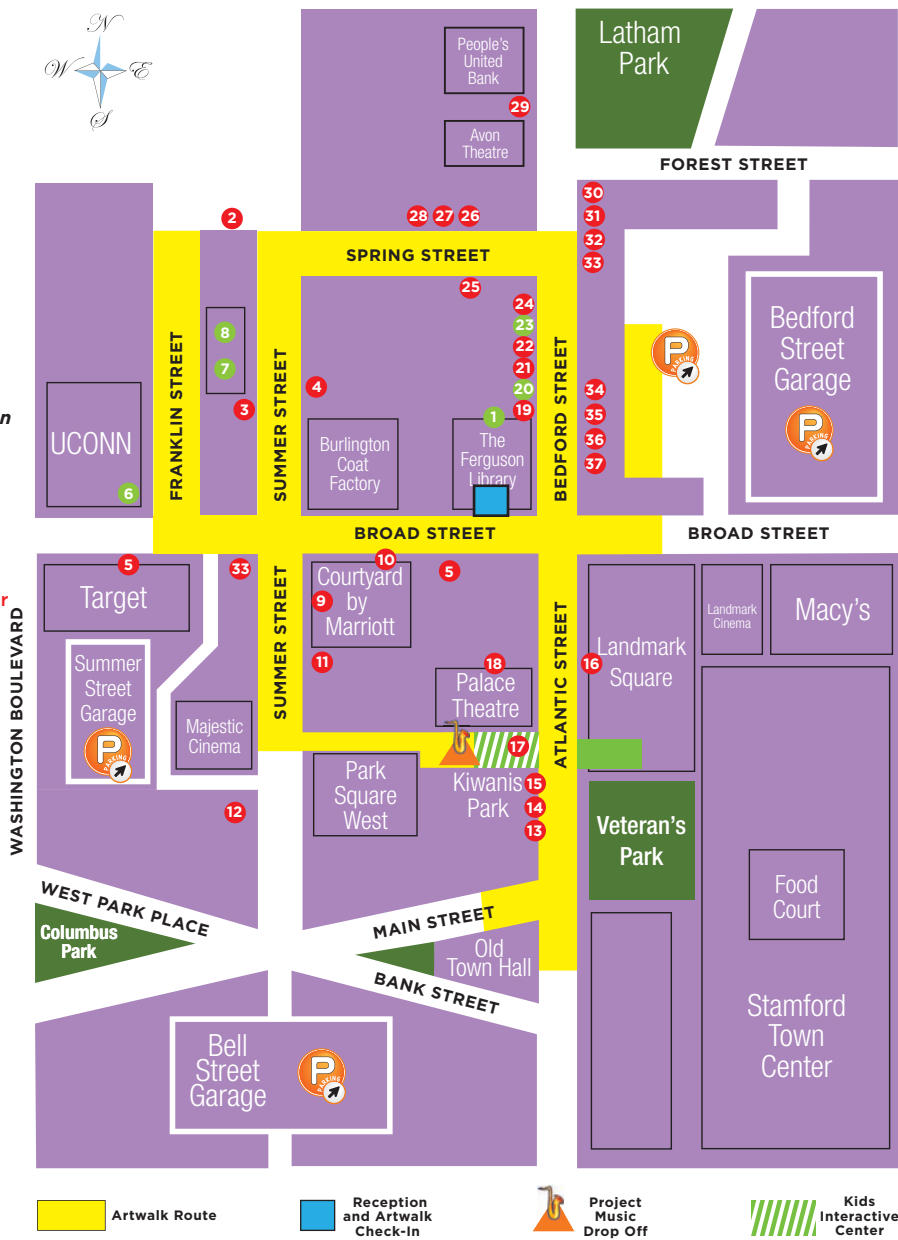 N
W E
S
People's
United
Bank
29
Avon
Theatre
Latham
Park
FOREST STREET
2
28 27 26
30
31
32
33
SPRING STREET
25
24
23
22
21
20
19
1
8
7
3
4
FRANKLIN STREET
SUMMER STREET
BEDFORD STREET
P
PARKING
Bedford
Street
Garage
P
PARKING
34
35
36
37
n
UCONN
6
Burlington
Coat
Factory
The
Ferguson
Library
BROAD STREET
BROAD STREET
5
Target
r
WASHINGTON BOULEVARD
33
10
Courtyard
by
Marriott
9
5
11
SUMMER STREET
18
Palace
Theatre
ATLANTIC STREET
16
Landmark
Square
Landmark
Cinema
Macy's
Summer
Street
Garage
P
PARKING
Majestic
Cinema
17
Kiwanis
Park
15
14
13
Park
Square
West
12
Veteran's
Park
Food
Court
WEST PARK PLACE
Columbus
Park
MAIN STREET
Old
Town Hall
BANK STREET
Stamford
Town
Center
Bell
Street
Garage
P
PARKING
Artwalk Route
Reception
and Artwalk
Check-In
Project
Music
Drop Off
Kids
Interactive
Center